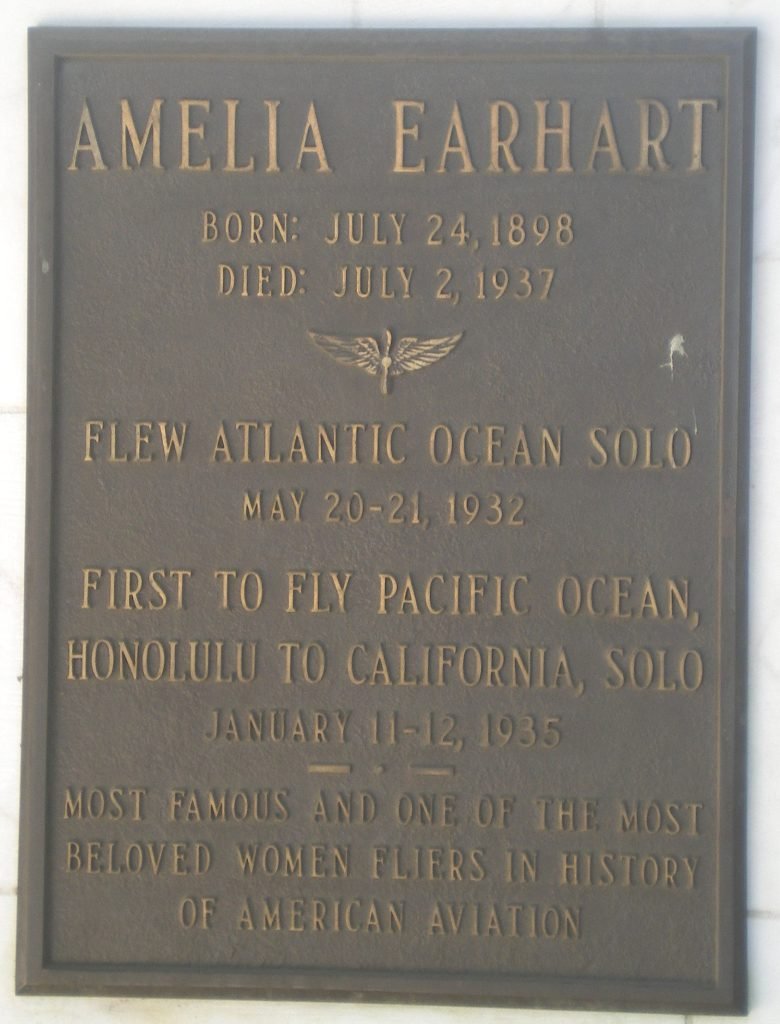 AMELIA EARHART
BORN: JULY 24, 1898
DIED: JULY 2, 1937
FLEW ATLANTIC OCEAN SOLO
MAY 20-21, 1932
FIRST TO FLY PACIFIC OCEAN,
HONOLULU TO CALIFORNIA, SOLO
JANUARY 11-12, 1935
MOST FAMOUS AND ONE OF THE MOST
BELOVED WOMEN FLIERS IN HISTORY
OF AMERICAN AVIATION